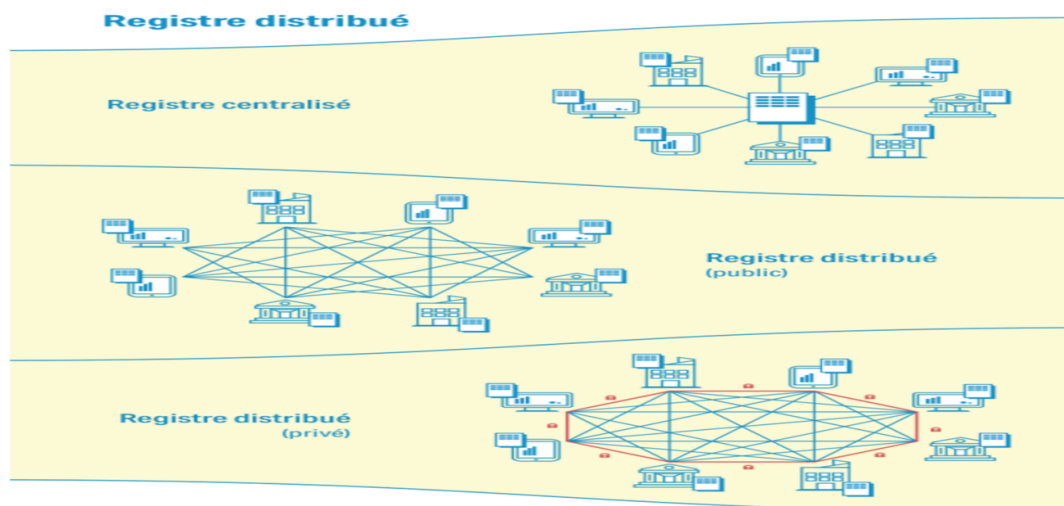 Registre distribué
Registre centralisé
Registre distribué
(public)
Registre distribué
(privé)